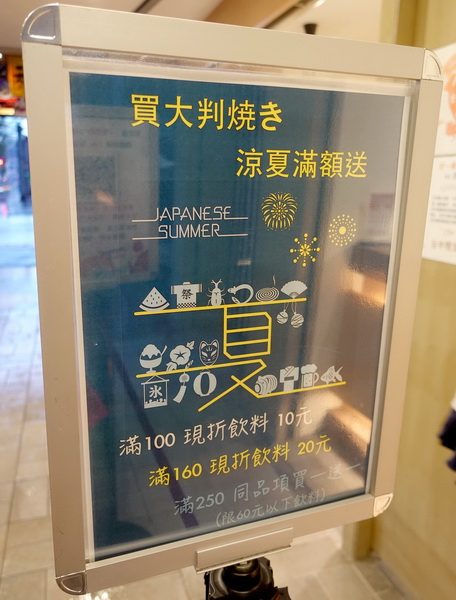 買大判焼き
涼夏滿額送
JAPANESE
SUMMER
祭
夏
氷
滿100 現折飲料 10元
滿160 現折飲料 20元
滿250 同品項買一送一
(限60元以下飲料)